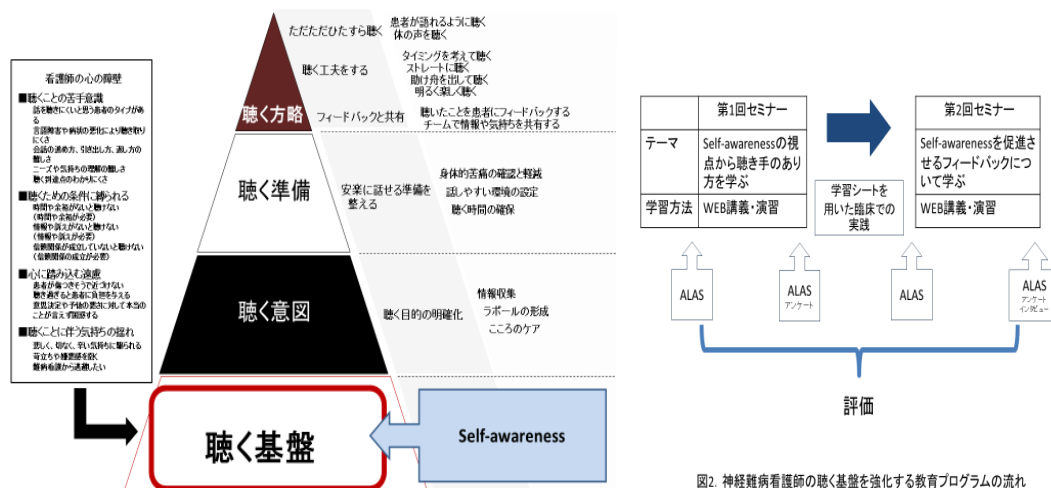 看護師の心の障壁
■聴くことの苦手意識
話を聴きにくいと思う患者のタイプがあ
る
言語障害や病状の悪化により聴き取り
にくさ
会話の進め方、引き出し方、返し方の
難しさ
ニーズや気持ちの理解の難しさ
聴く到達点のわかりにくさ
■聴くための条件に縛られる
時間や余裕がないと聴けない
(時間や余裕が必要)
情報や訴えがないと聴けない
(情報や訴えが必要)
信頼関係が成立していないと聴けない
(信頼関係の成立が必要)
■心に踏み込む遠慮
患者が傷つきそうで近づけない
聴き過ぎると患者に負担を与える
意思決定や予後の悪さに対して本当の
ことが言えず困惑する
■聴くことに伴う気持ちの揺れ
悲しく、切なく、辛い気持ちに駆られる
苛立ちや嫌悪感を抱く
難病看護から逃避したい
ただただひたすら聴く
患者が語れるように聴く
体の声を聴く
聴く工夫をする
タイミングを考えて聴く
ストレートに聴く
助け舟を出して聴く
明るく楽しく聴く
聴く方略
フィードバックと共有
聴いたことを患者にフィードバックする
チームで情報や気持ちを共有する
聴く準備
安楽に話せる準備を
整える
身体的苦痛の確認と軽減
話しやすい環境の設定
聴く時間の確保
聴く意図
聴く目的の明確化
情報収集
ラポールの形成
こころのケア
聴く基盤
Self-awareness
第1回セミナー
第2回セミナー
テーマ
Self-awarenessの視
点から聴き手のあり
方を学ぶ
Self-awarenessを促進さ
せるフィードバックについ
て学ぶ
学習方法
WEB講義・演習
WEB講義・演習
学習シートを
用いた臨床での
実践
ALAS
ALAS
アンケート
ALAS
ALAS
アンケート
インタビュー
評価
図2. 神経難病看護師の聴く基盤を強化する教育プログラムの流れ